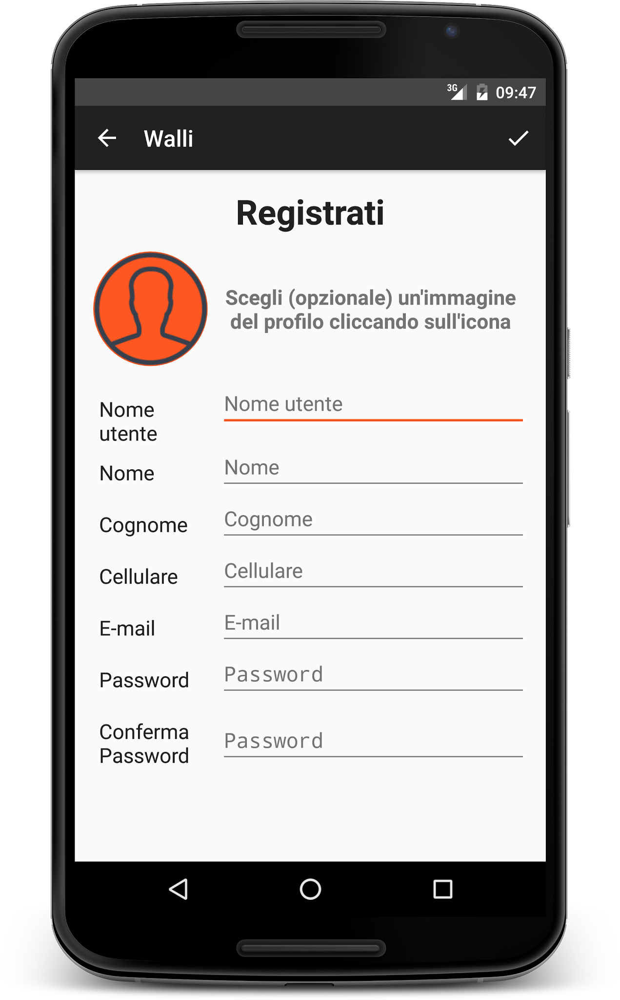 3G 09:47
Walli
Registrati
Scegli (opzionale) un'immagine
del profilo cliccando sull'icona
Nome
utente
Nome utente
Nome
Nome
Cognome
Cognome
Cellulare
Cellulare
E-mail
E-mail
Password
Password
Conferma
Password
Password